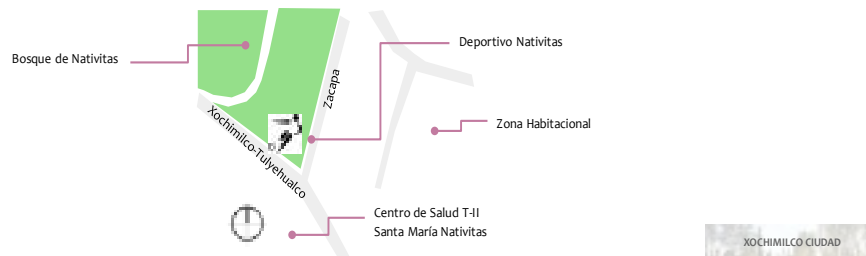 Deportivo Nativitas
Bosque de Nativitas
Zacapa
Xochimilco-Tulyehualco
Zona Habitacional
Centro de Salud T-II
Santa María Nativitas
XOCHIMILCO CIUDAD